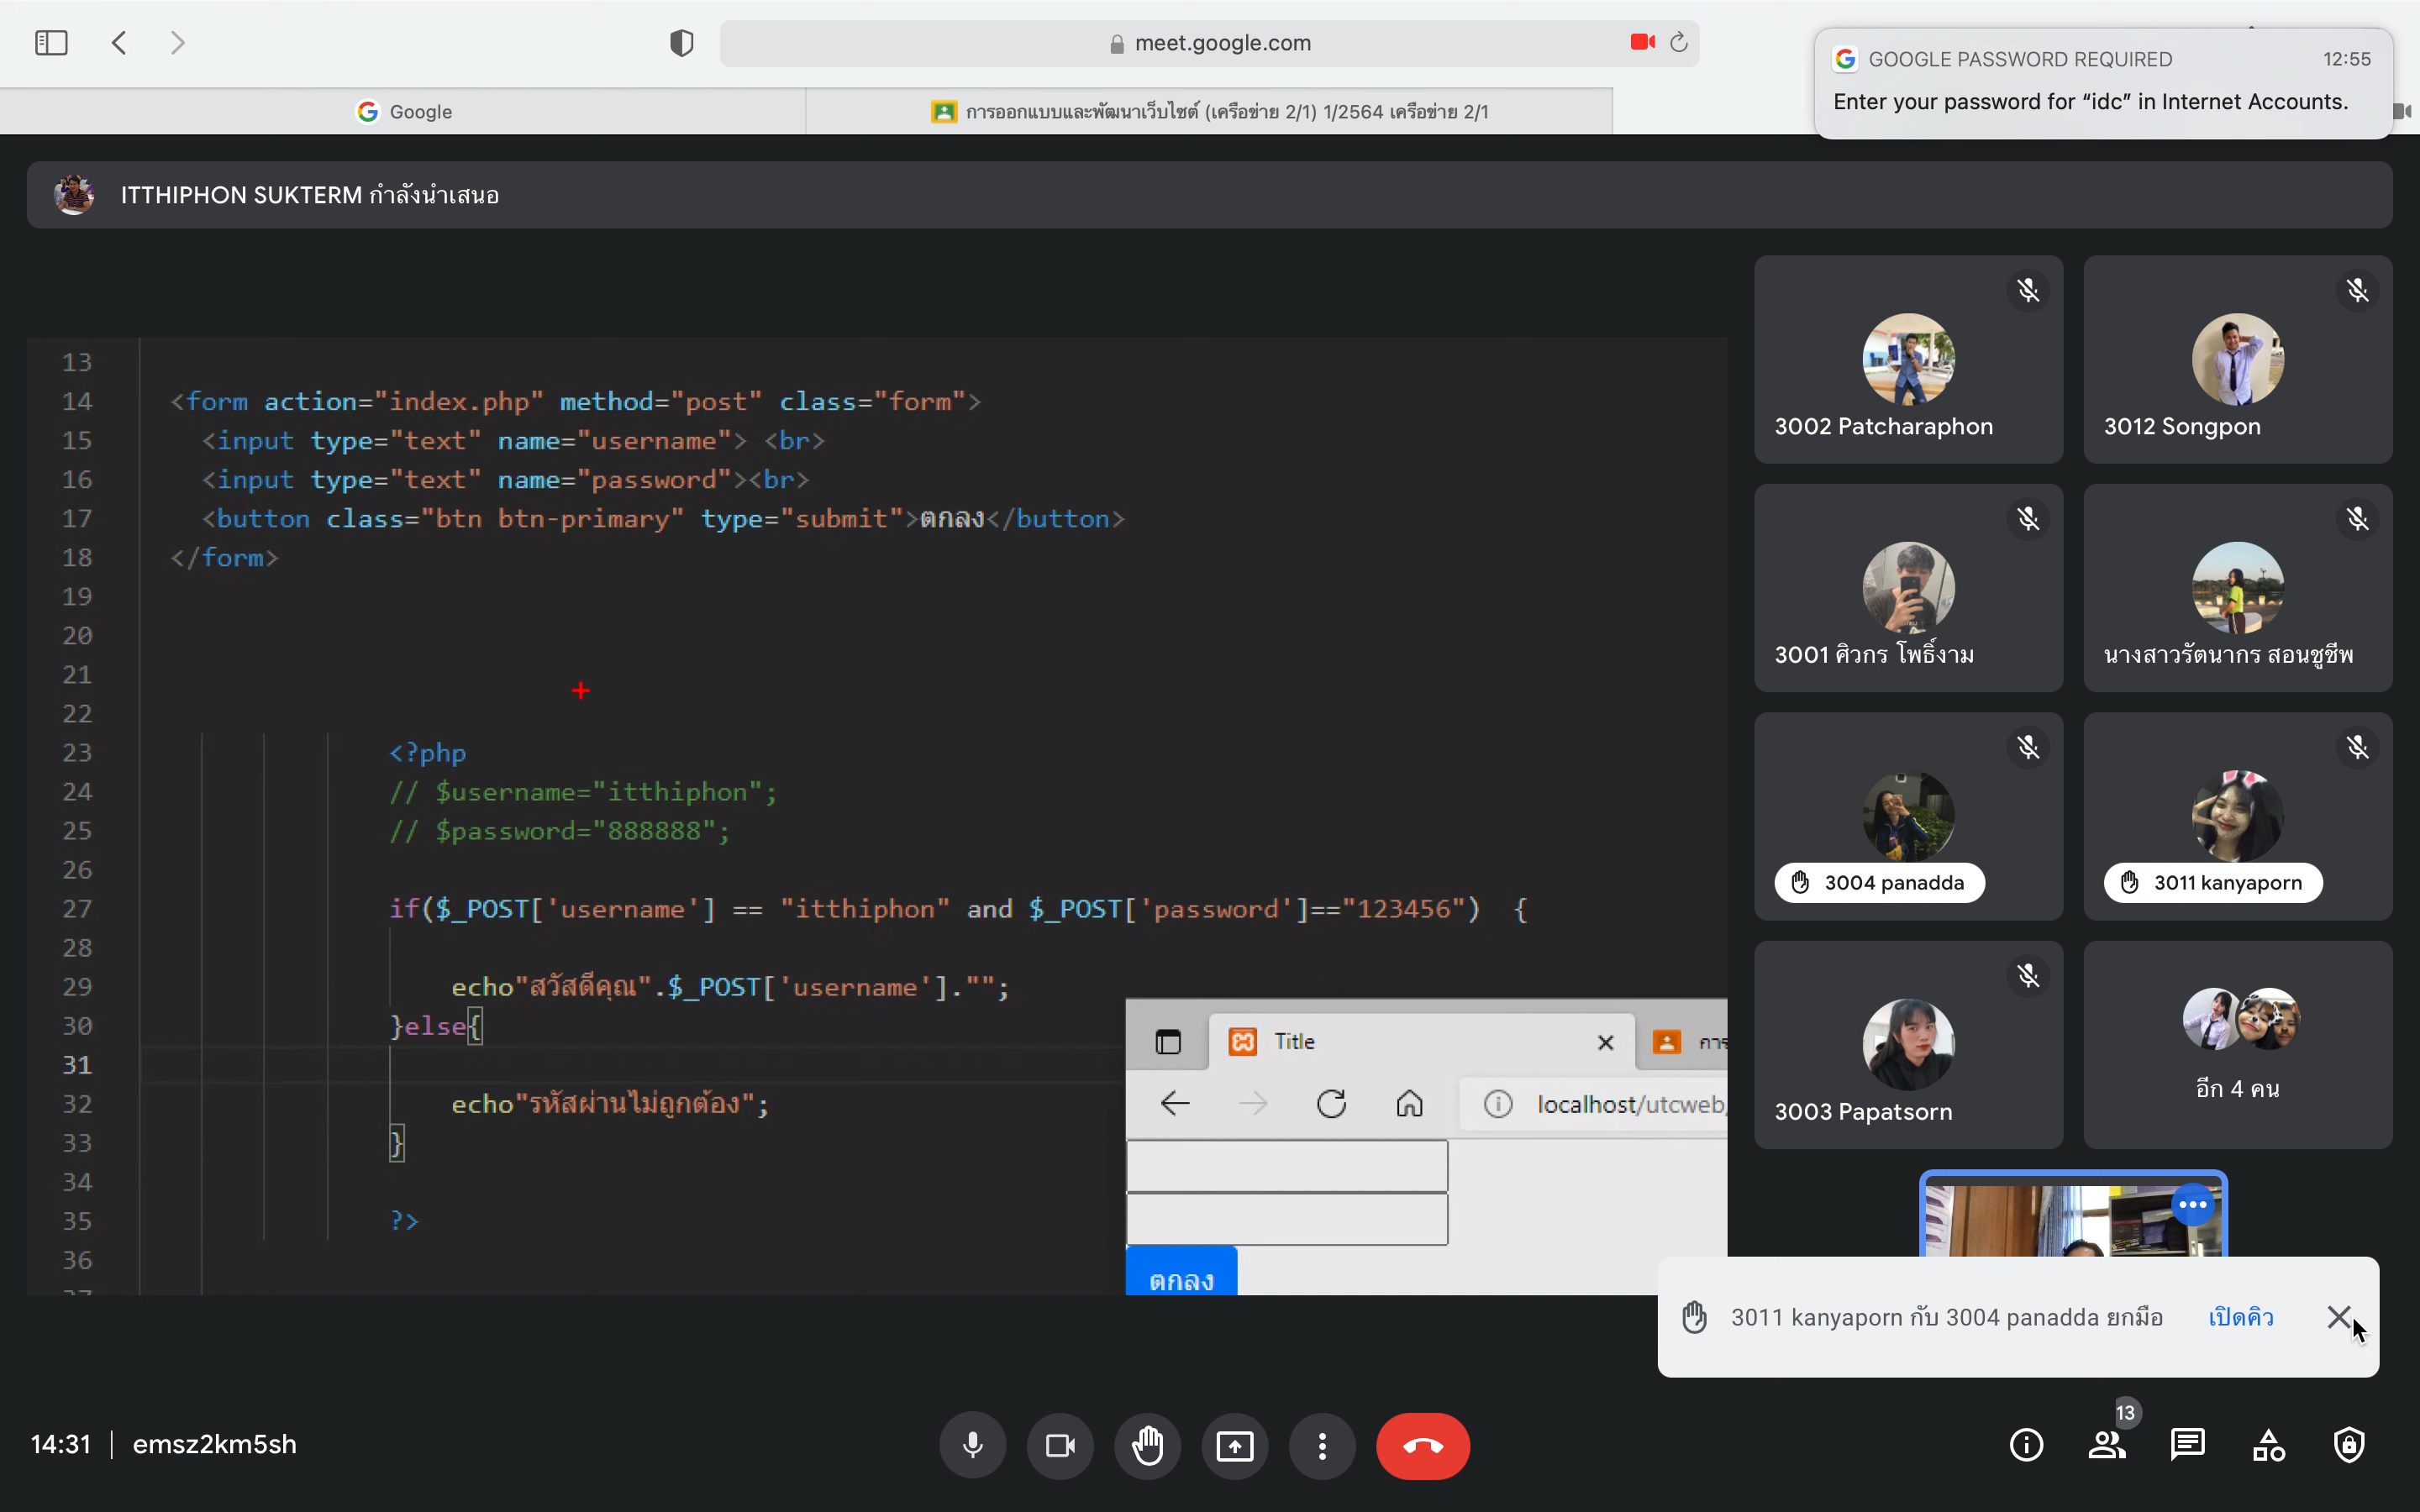 meet.google.com
GOOGLE PASSWORD REQUIRED 12:55
Enter your password for “idc” in Internet Accounts.
Google
การออกแบบและพัฒนาเว็บไซต์ (เครือข่าย 2/1) 1/2564 เครือข่าย 2/1
ITTHIPHON SUKTERM กำลังนำเสนอ
13
14 <form action="index.php" method="post" class="form">
15 <input type="text" name="username"> <br>
16 <input type="text" name="password"><br>
17 <button class="btn btn-primary" type="submit">ตกลง</button>
18 </form>
19
20
21
22
23 <?php
24 // $username="itthiphon";
25 // $password="888888";
26
27 if($_POST['username'] == "itthiphon" and $_POST['password']=="123456") {
28
29 echo"สวัสดีคุณ".$_POST['username']."";
30 }else{
31
32 echo"รหัสผ่านไม่ถูกต้อง";
33 }
34
35 ?>
36
37
Title
การ
localhost/utcweb/
ตกลง
3002 Patcharaphon
3012 Songpon
3001 ศิวกร โพธิ์งาม
นางสาวรัตนากร สอนชูชีพ
3004 panadda
3011 kanyaporn
3003 Papatsorn
อีก 4 คน
3011 kanyaporn กับ 3004 panadda ยกมือ เปิดคิว
14:31 | emsz2km5sh
13